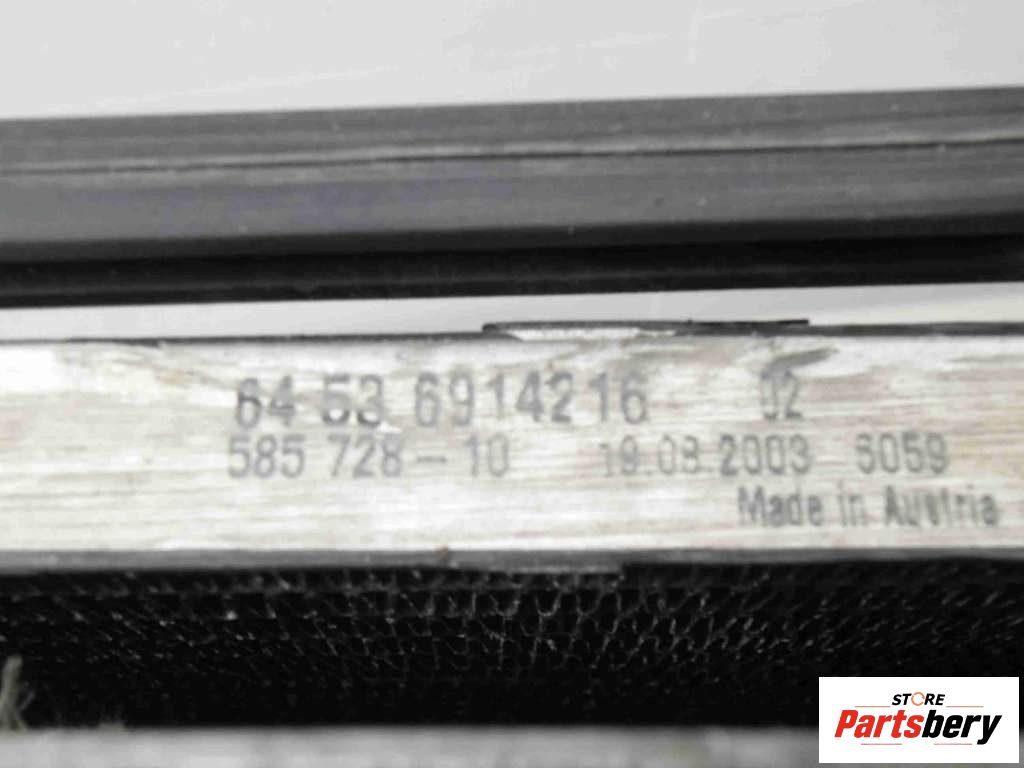 64 53 6914216 02
585 728-10 19.08.2003 6059
Made in Austria
STORE
Partsbery